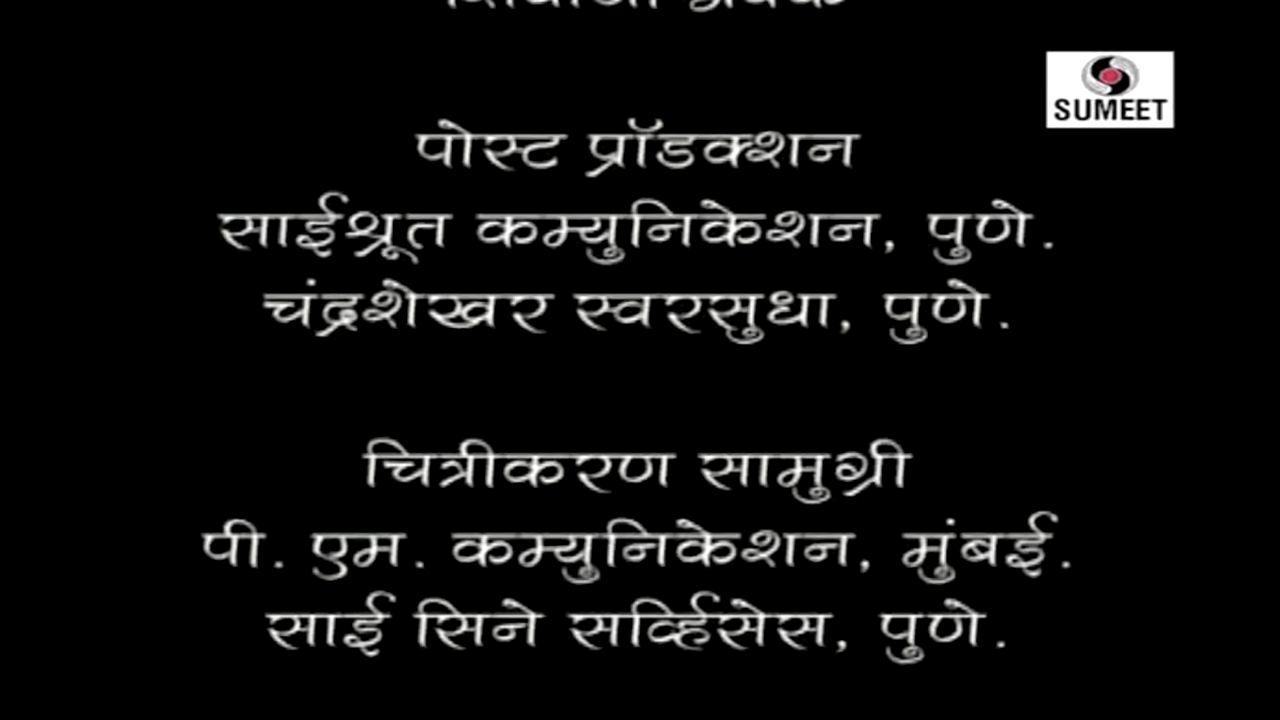 SUMEET
पोस्ट प्रॉडक्शन
साईश्रूत कम्युनिकेशन, पुणे.
चंद्रशेखर स्वरसुधा, पुणे.
चित्रीकरण सामुग्री
पी. एम. कम्युनिकेशन, मुंबई.
साई सिने सर्व्हिसेस, पुणे.